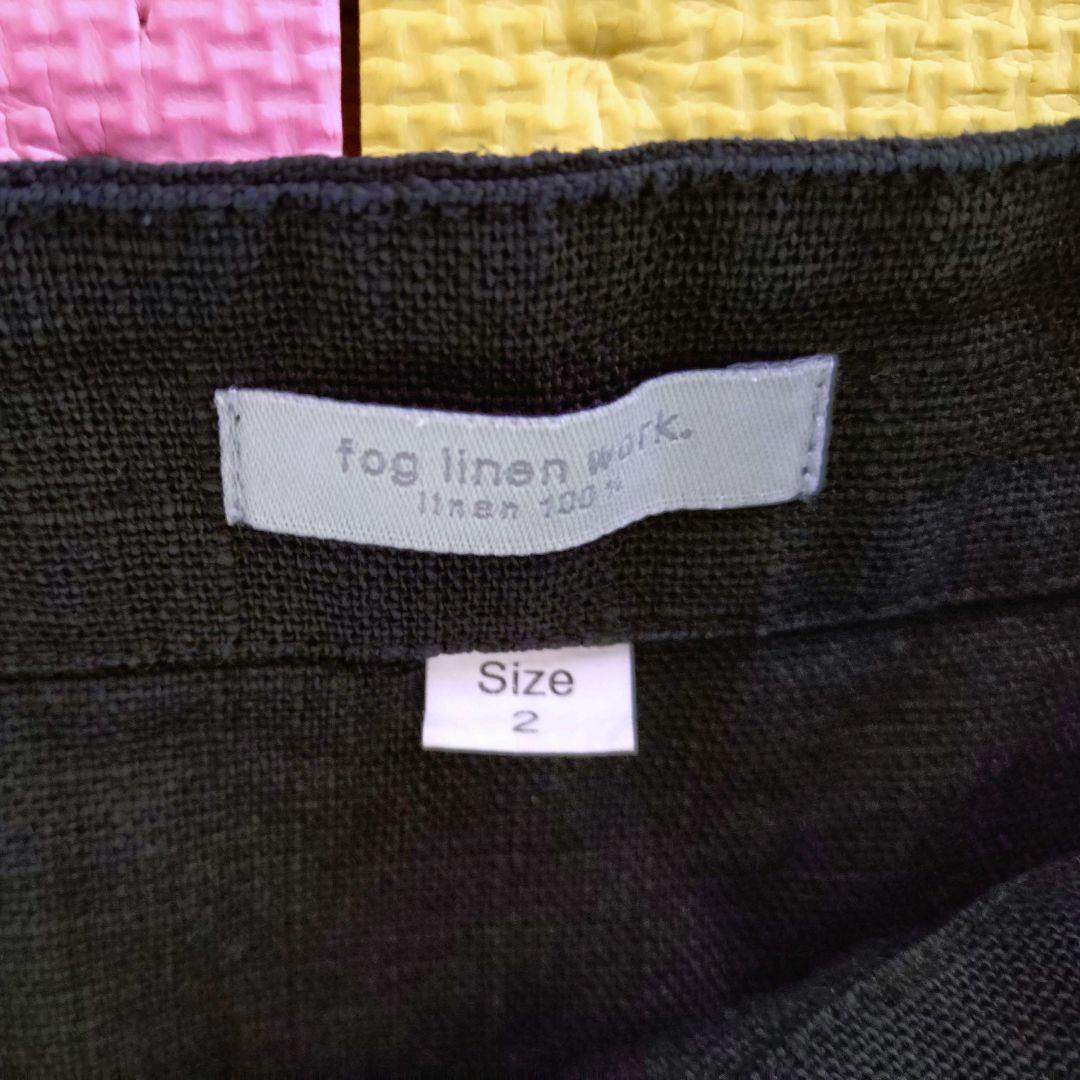 fog linen work.
linen 100%
Size
2